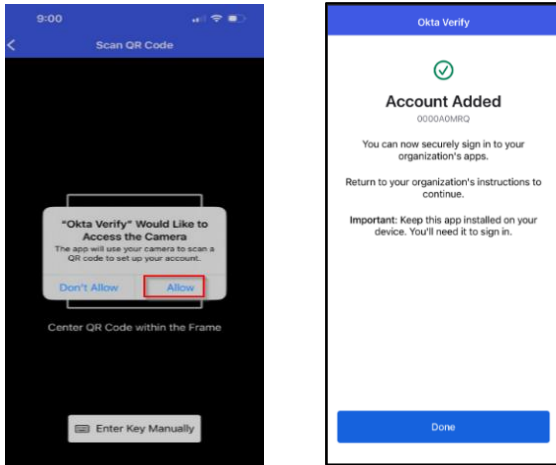 9:00
Scan QR Code
"Okta Verify" Would Like to
Access the Camera
The app will use your camera to scan a
QR code to set up your account.
Don't Allow
Allow
Center QR Code within the Frame
Enter Key Manually
Okta Verify
Account Added
0000A0MRQ
You can now securely sign in to your
organization's apps.
Return to your organization's instructions to
continue.
Important: Keep this app installed on your
device. You'll need it to sign in.
Done